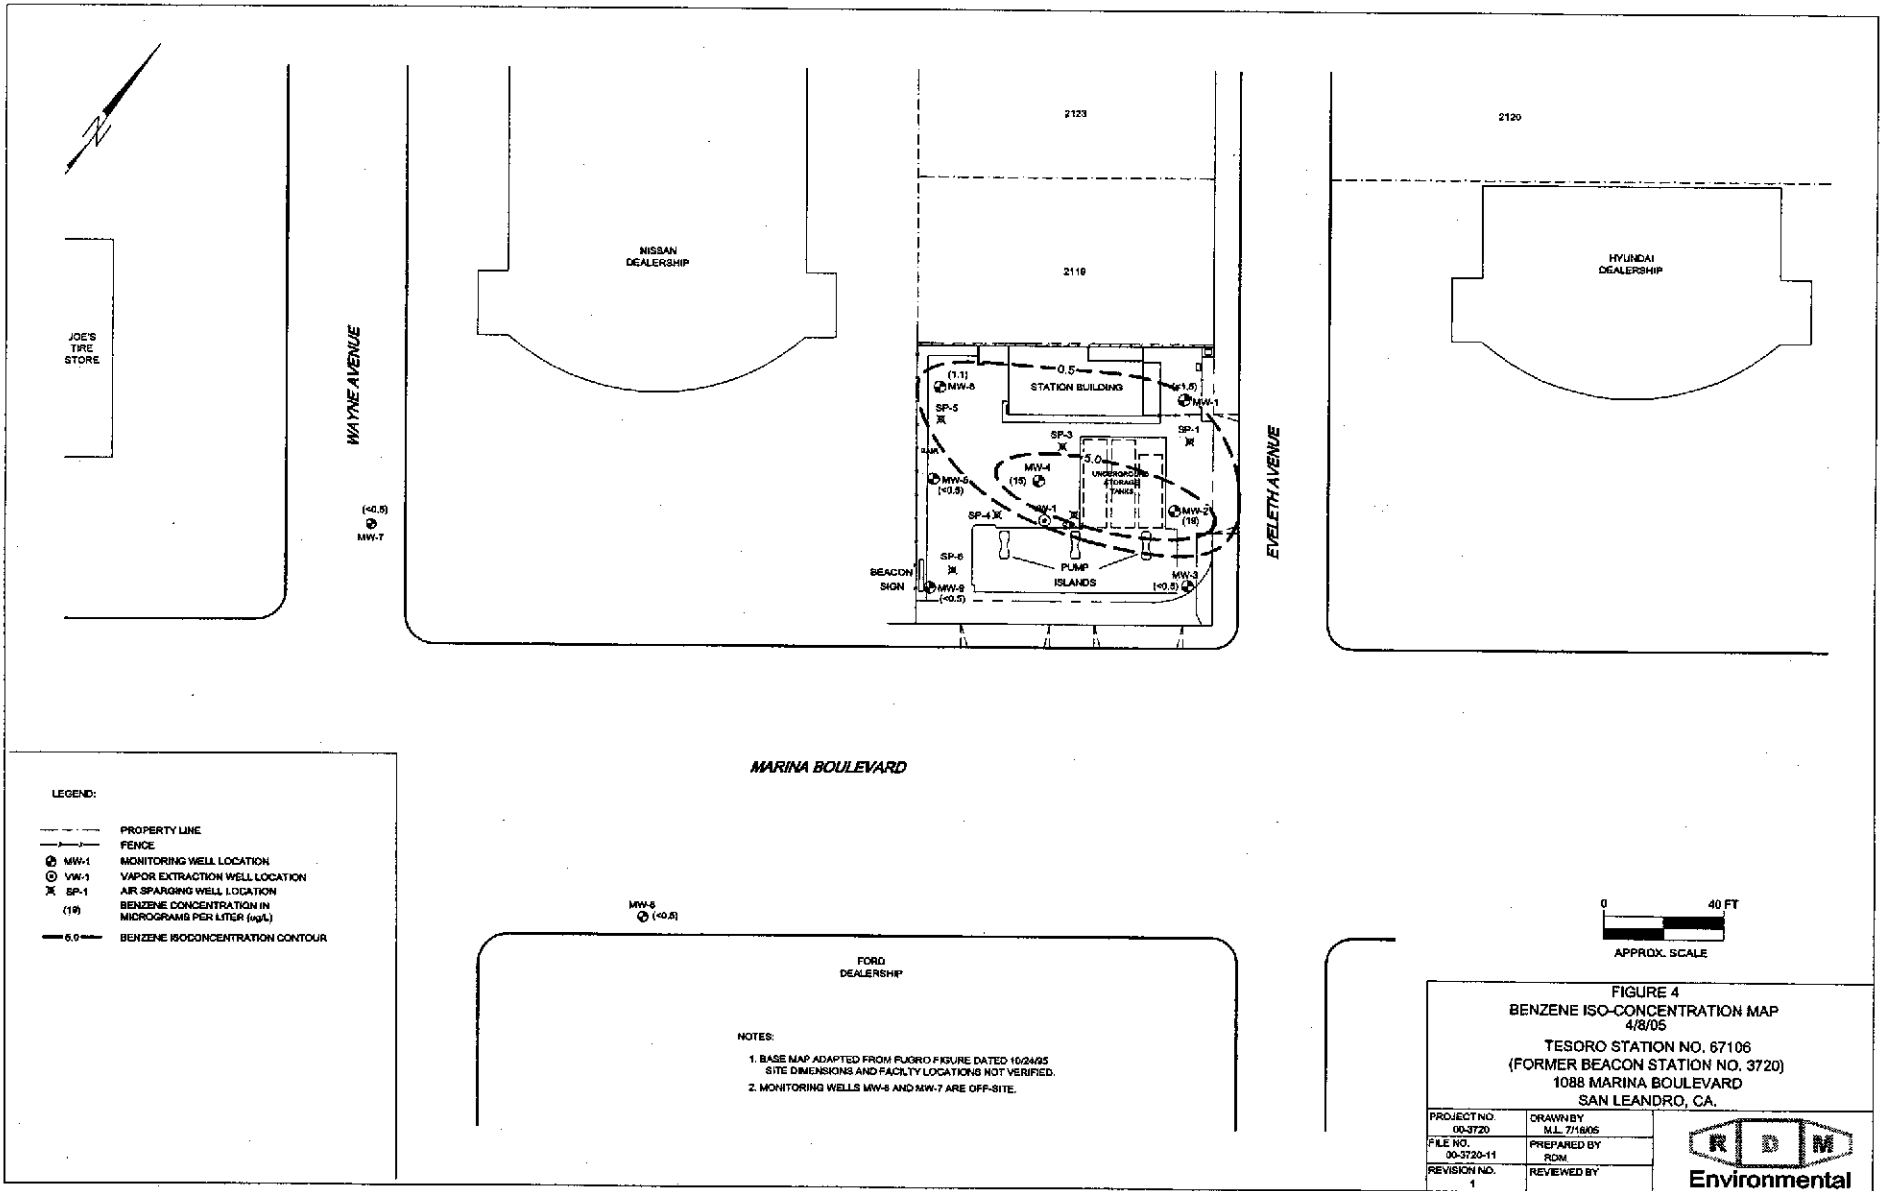 N
2123
2120
NISSAN
DEALERSHIP
2119
HYUNDAI
DEALERSHIP
JOE'S
TIRE
STORE
WAYNE AVENUE
EVELETH AVENUE
0.5
(1.1)
STATION BUILDING
MW-1
SP-5
SP-3
SP-1
5.0
MW-4
(15)
UNDERGROUND
STORAGE
TANKS
MW-5
(<0.5)
SP-4
MW-2
(19)
(<0.5)
MW-7
SP-6
BEACON
SIGN
PUMP
ISLANDS
MW-3
(<0.5)
MW-9
(<0.5)
MARINA BOULEVARD
LEGEND:
PROPERTY LINE
FENCE
MW-1 MONITORING WELL LOCATION
VW-1 VAPOR EXTRACTION WELL LOCATION
SP-1 AIR SPARGING WELL LOCATION
(19) BENZENE CONCENTRATION IN
MICROGRAMS PER LITER (ug/L)
5.0 BENZENE ISOCONCENTRATION CONTOUR
(<0.5)
FORD
DEALERSHIP
0 40 FT
APPROX. SCALE
NOTES:
1. BASE MAP ADAPTED FROM FUGRO FIGURE DATED 10/24/95
SITE DIMENSIONS AND FACILTY LOCATIONS NOT VERIFIED.
2. MONITORING WELLS AND MW-7 ARE OFF-SITE.
FIGURE 4
BENZENE ISO-CONCENTRATION MAP
4/8/05
TESORO STATION NO. 67106
(FORMER BEACON STATION NO. 3720)
1088 MARINA BOULEVARD
SAN LEANDRO, CA.
PROJECT NO.
00-3720
DRAWN BY
M.L.
FILE NO.
00-3720-11
PREPARED BY
RDM
REVISION NO.
1
REVIEWED BY
RDM
Environmental